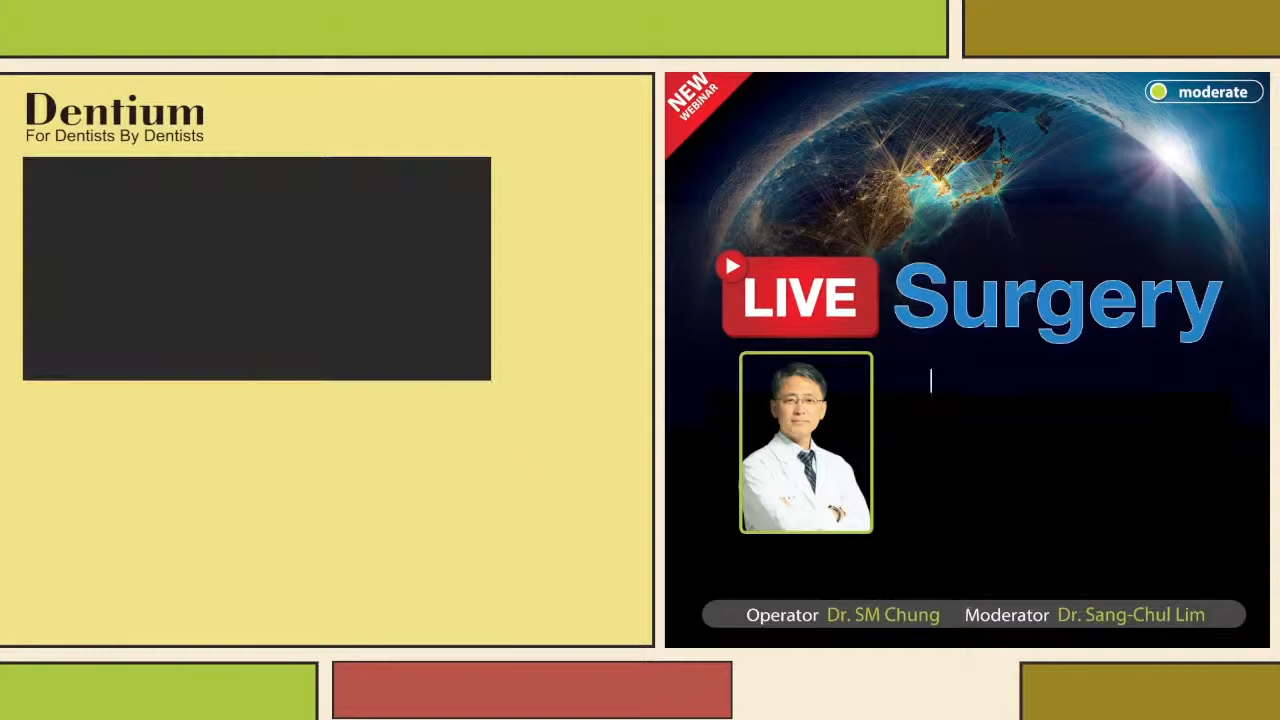 Dentium
For Dentists By Dentists
NEW
WEBINAR
moderate
LIVE Surgery
Operator Dr. SM Chung Moderator Dr. Sang-Chul Lim